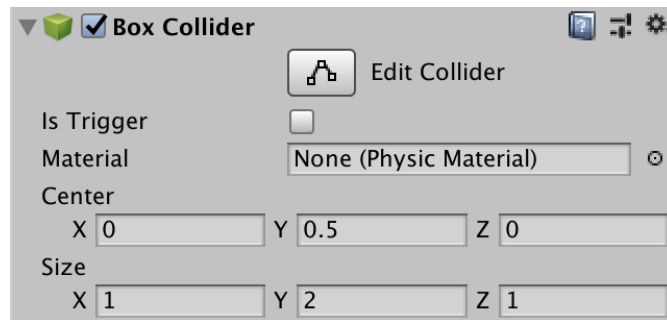 Box Collider
Edit Collider
Is Trigger
Material None (Physic Material)
Center
X 0 Y 0.5 Z 0
Size
X 1 Y 2 Z 1